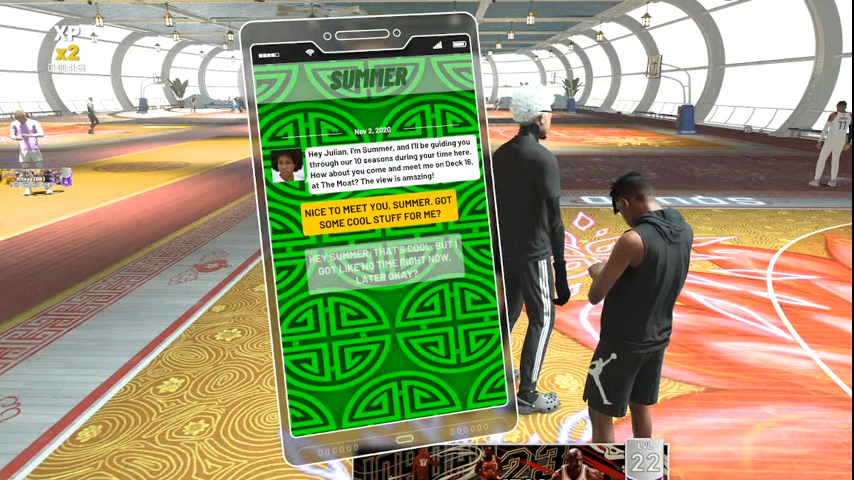 XP
x2
SUMMER
Nov 2, 2020
Hey Julian, I'm Summer, and I'll be guiding you
through our 10 seasons during your time here.
How about you come and meet me on Deck 16,
at The Moat? The view is amazing!
NICE TO MEET YOU, SUMMER. GOT
SOME COOL STUFF FOR ME?
HEY SUMMER, THAT'S COOL. BUT I
GOT LIKE NO TIME RIGHT NOW.
LATER OKAY?
77
23
LVL
22